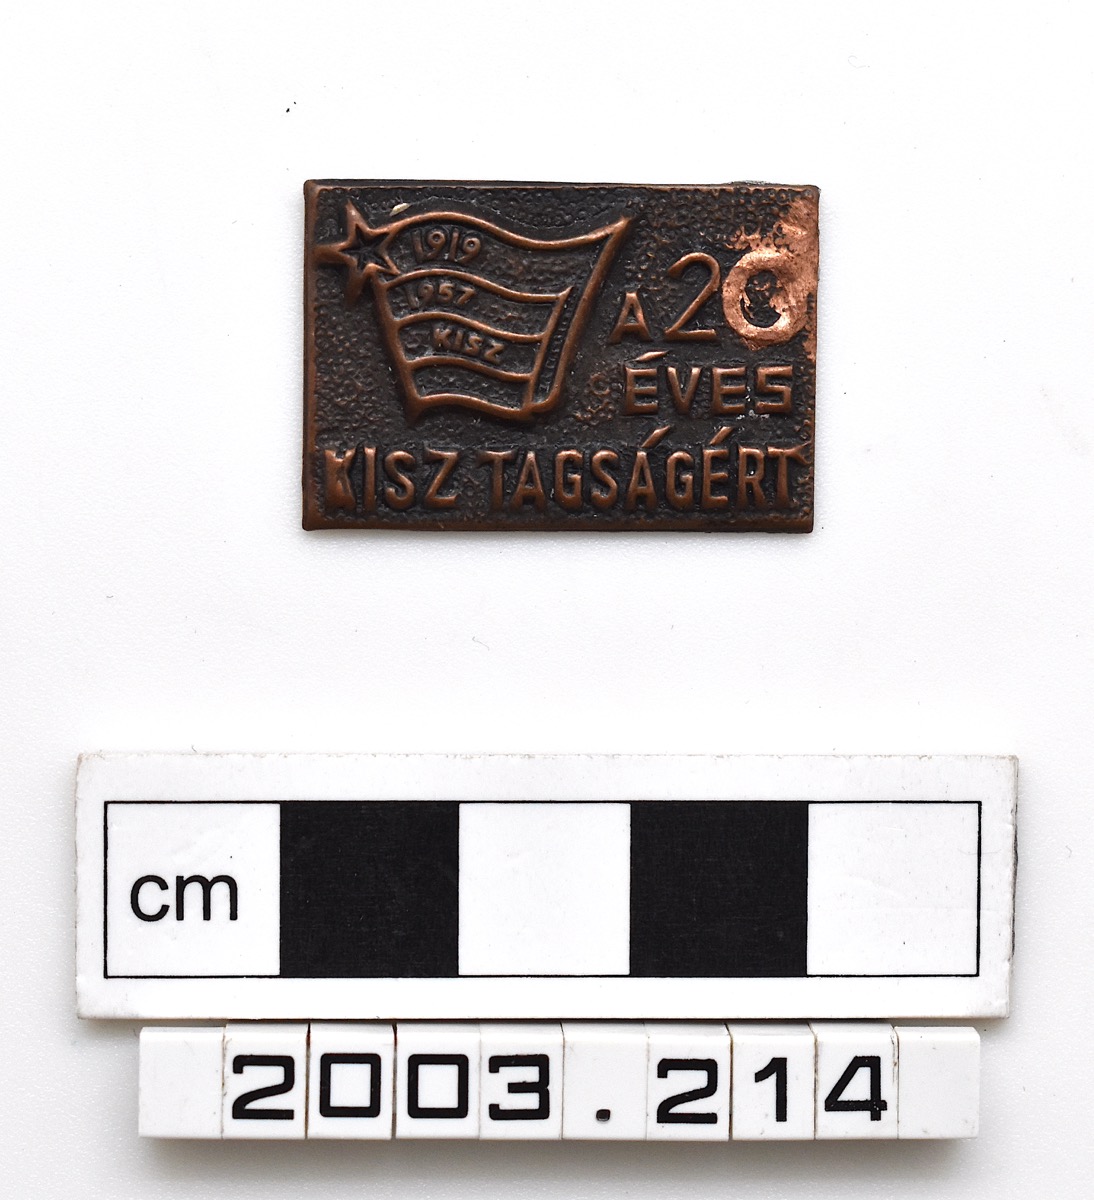 1919
1957
KISZ
A 20
ÉVES
KISZ TAGSÁGÉRT
cm
2003.214